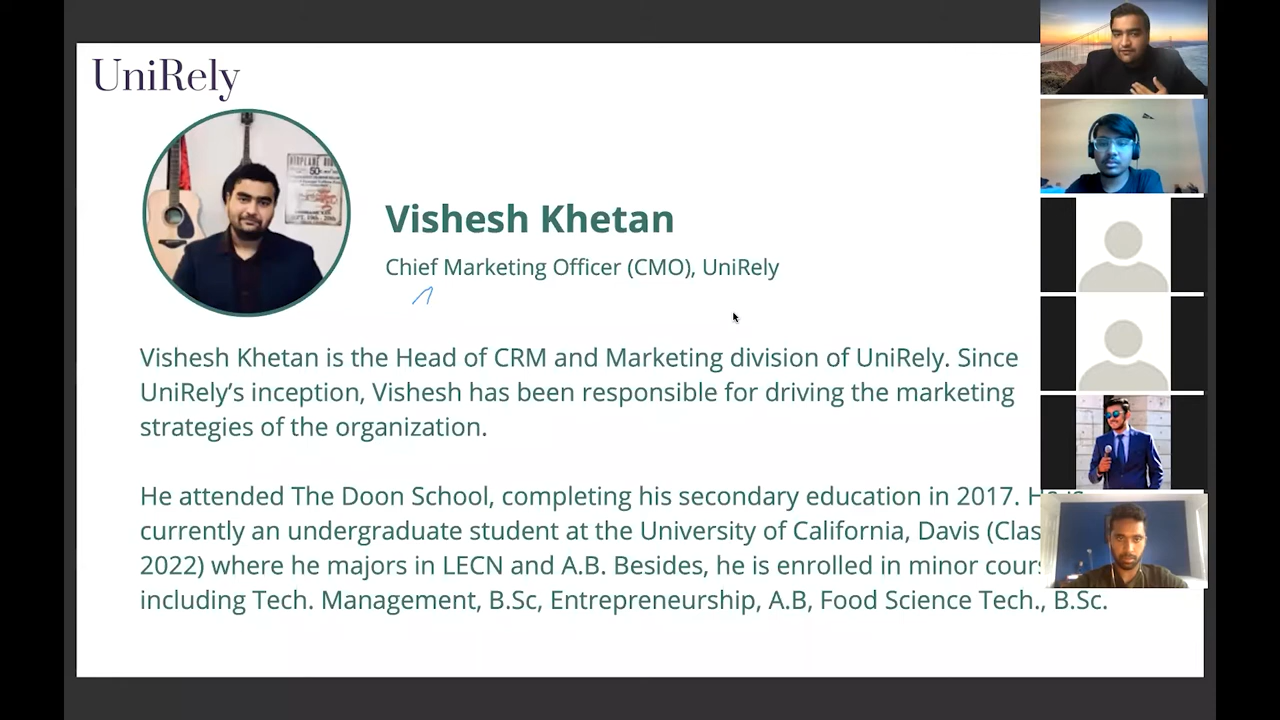 UniRely
Vishesh Khetan
Chief Marketing Officer (CMO), UniRely
Vishesh Khetan is the Head of CRM and Marketing division of UniRely. Since
UniRely’s inception, Vishesh has been responsible for driving the marketing
strategies of the organization.
He attended The Doon School, completing his secondary education in 2017. He is
currently an undergraduate student at the University of California, Davis (Clas
2022) where he majors in LECN and A.B. Besides, he is enrolled in minor cour
including Tech. Management, B.Sc, Entrepreneurship, A.B, Food Science Tech., B.Sc.